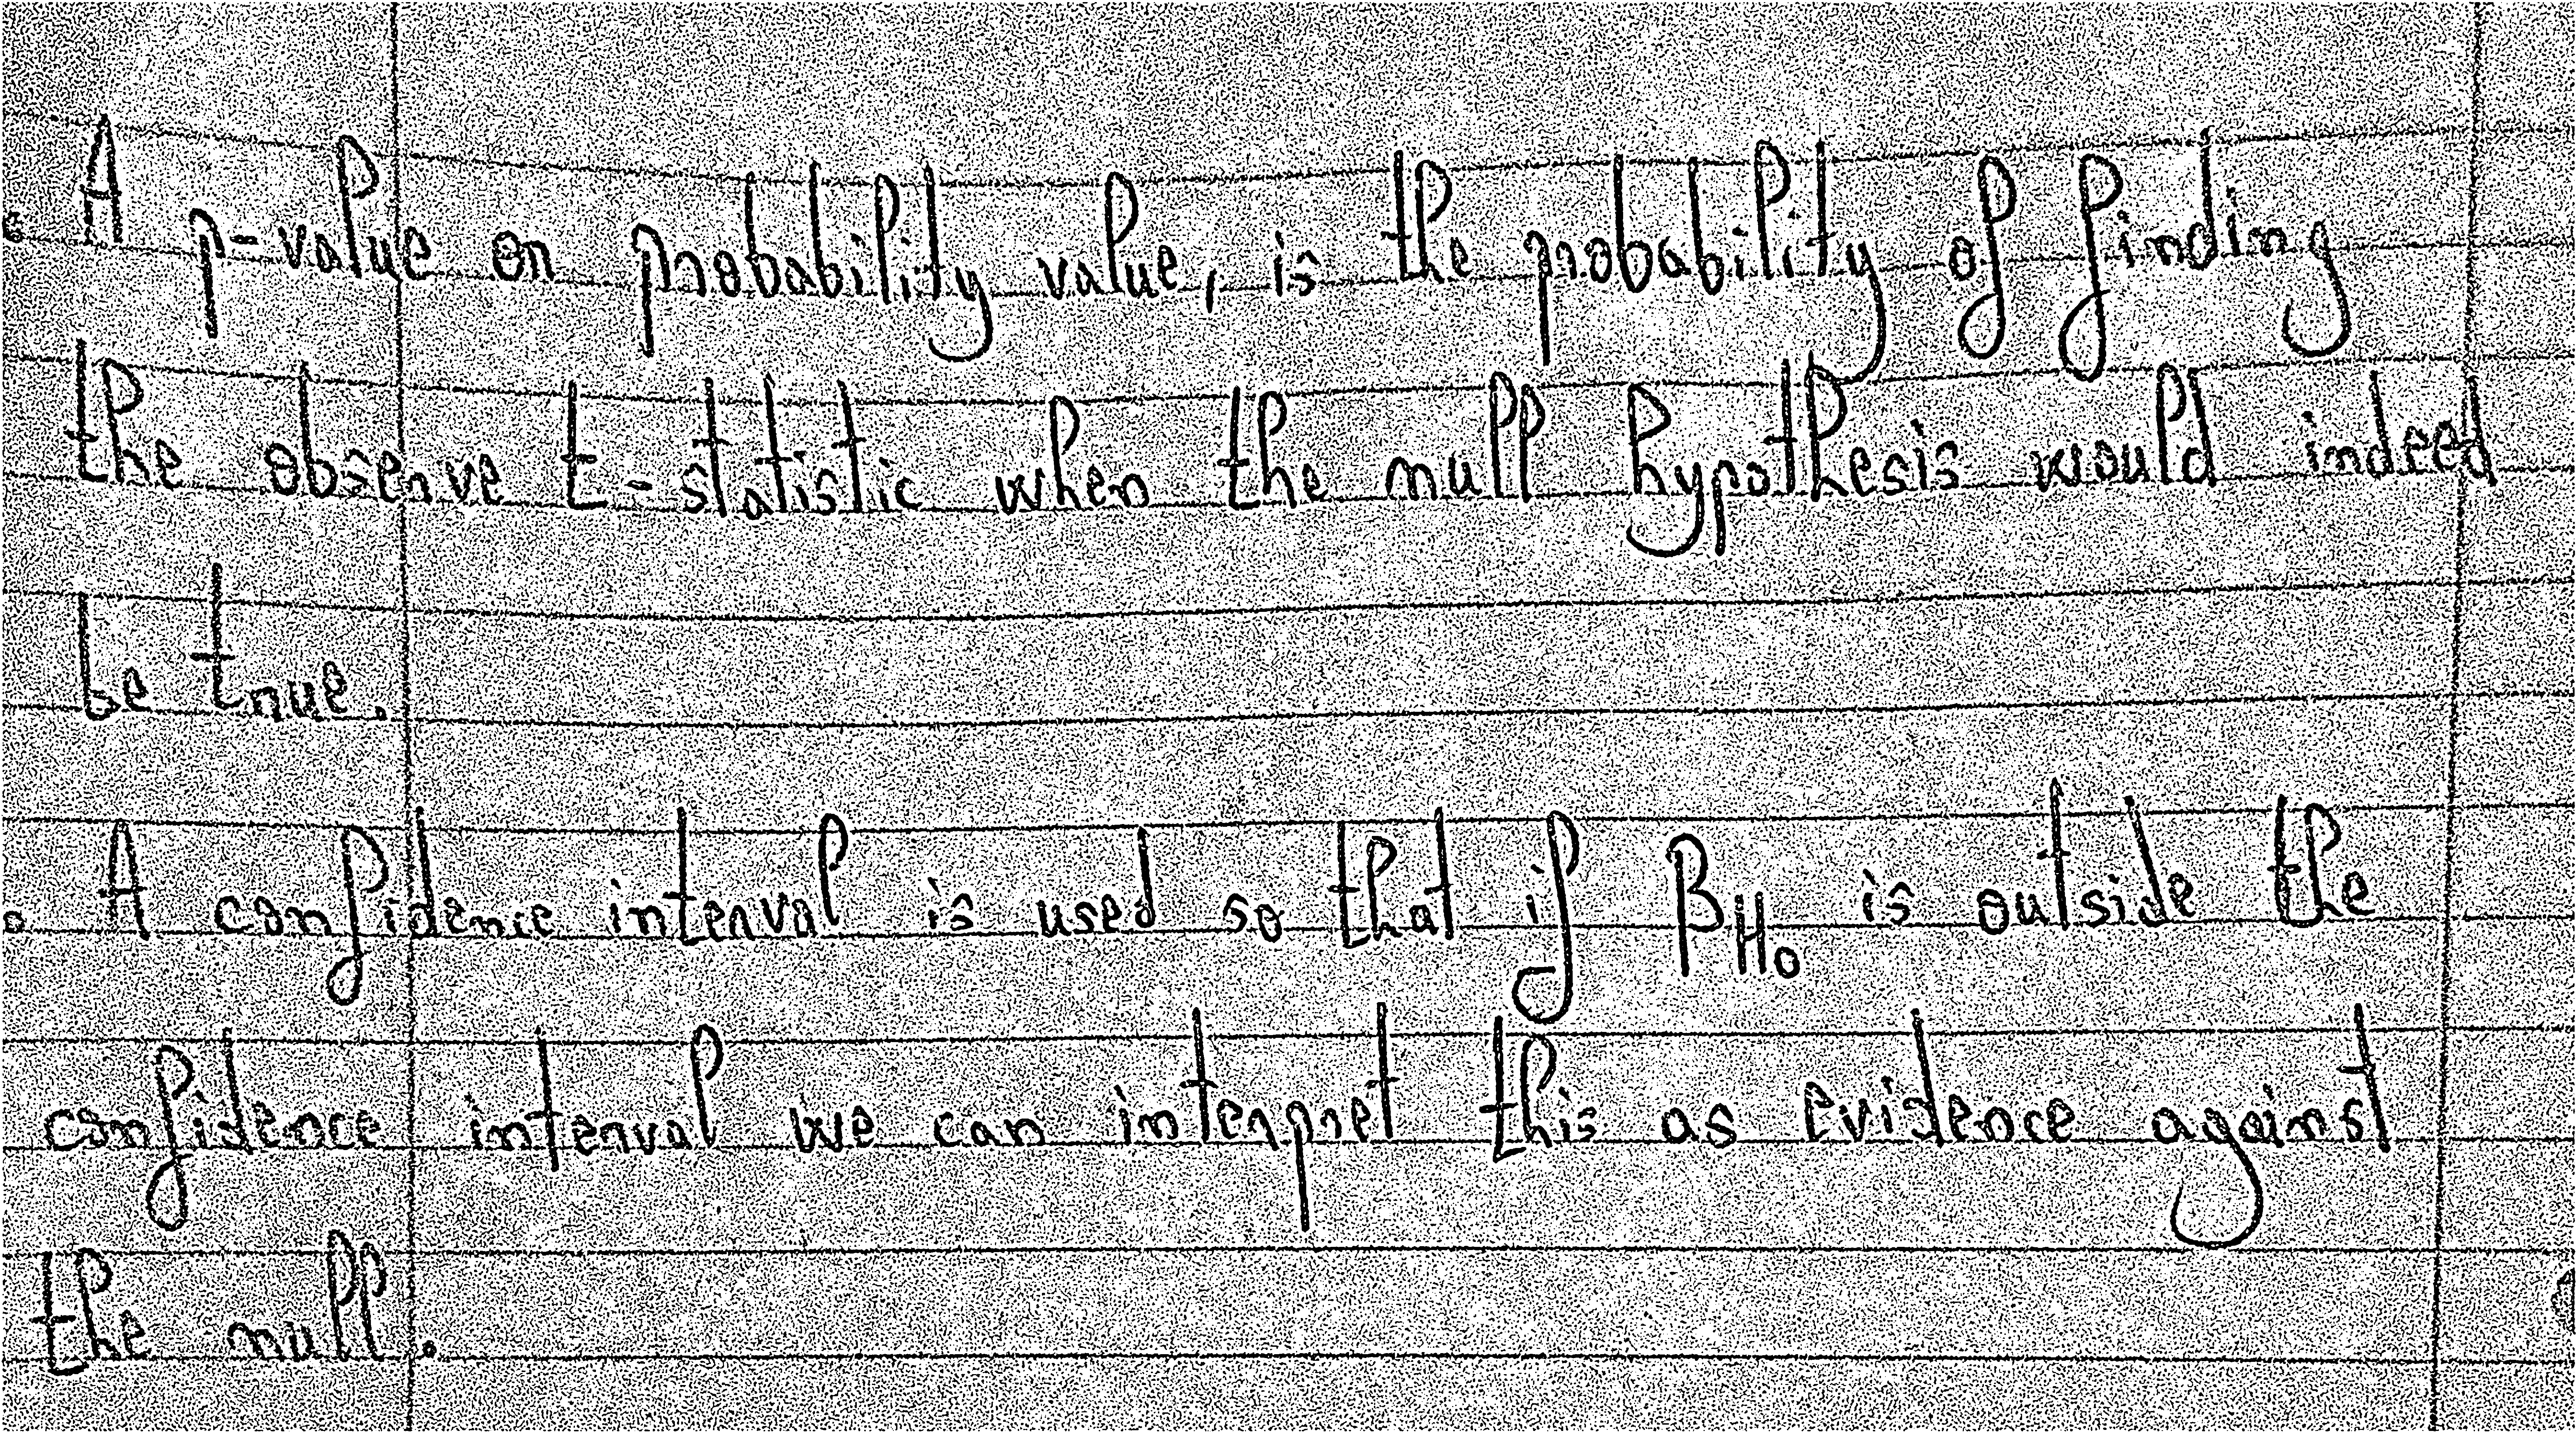 • A p-value or probability value, is the probability of finding
the observe t-statistic when the null hypothesis would indeed
be true.
• A confidence interval is used so that if βH₀ is outside the
confidence interval we can interpret this as evidence against
the null.